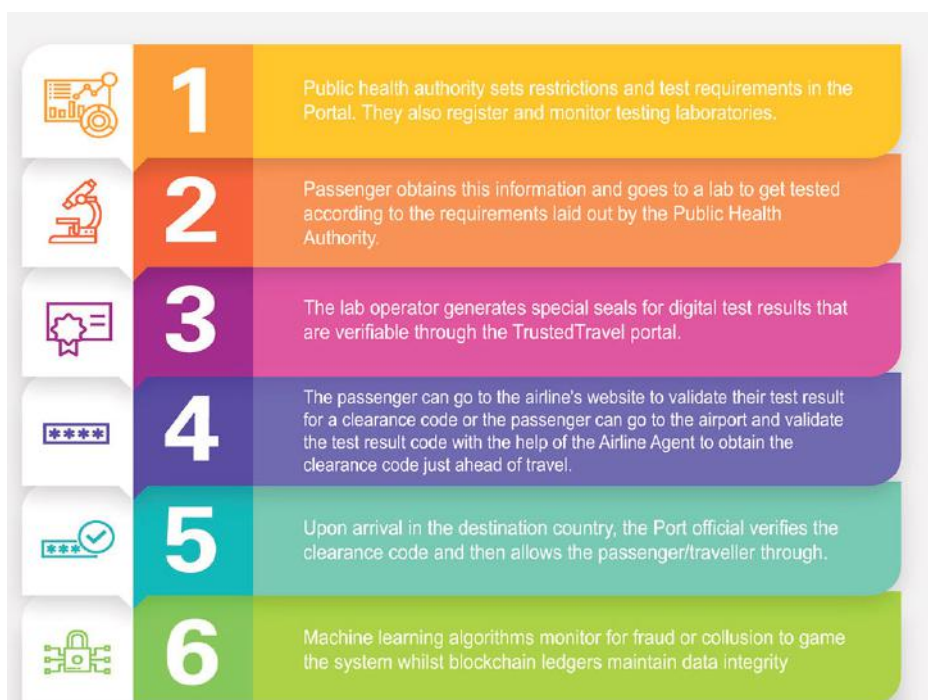 1
Public health authority sets restrictions and test requirements in the
Portal. They also register and monitor testing laboratories.
2
Passenger obtains this information and goes to a lab to get tested
according to the requirements laid out by the Public Health
Authority.
3
The lab operator generates special seals for digital test results that
are verifiable through the TrustedTravel portal.
****
4
The passenger can go to the airline's website to validate their test result
for a clearance code or the passenger can go to the airport and validate
the test result code with the help of the Airline Agent to obtain the
clearance code just ahead of travel.
***
5
Upon arrival in the destination country, the Port official verifies the
clearance code and then allows the passenger/traveller through.
6
Machine learning algorithms monitor for fraud or collusion to game
the system whilst blockchain ledgers maintain data integrity